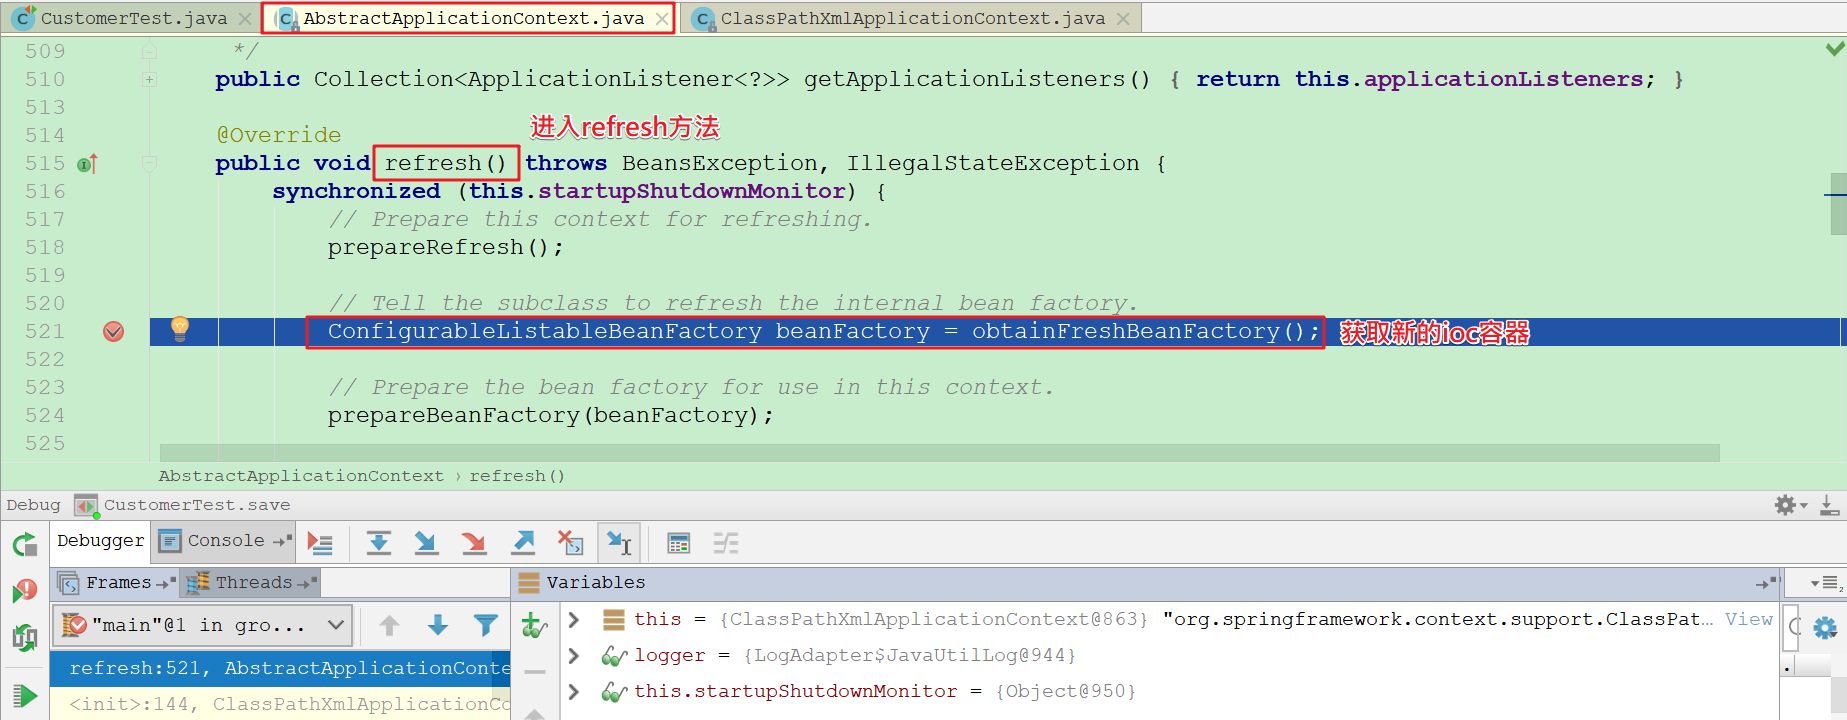 CustomerTest.java AbstractApplicationContext.java ClassPathXmlApplicationContext.java
509 */
510 public Collection<ApplicationListener<?>> getApplicationListeners() { return this.applicationListeners; }
513
514 @Override
进入refresh方法
515 public void refresh() throws BeansException, IllegalStateException {
516 synchronized (this.startupShutdownMonitor) {
517 // Prepare this context for refreshing.
518 prepareRefresh();
519
520 // Tell the subclass to refresh the internal bean factory.
521 ConfigurableListableBeanFactory beanFactory = obtainFreshBeanFactory(); 获取新的ioc容器
522
523 // Prepare the bean factory for use in this context.
524 prepareBeanFactory(beanFactory);
525
AbstractApplicationContext › refresh()
Debug CustomerTest.save
Debugger Console
Frames Threads Variables
"main"@1 in gro... this = {ClassPathXmlApplicationContext@863} "org.springframework.context.support.ClassPat... View
logger = {LogAdapter$JavaUtilLog@944}
refresh:521, AbstractApplicationConte
this.startupShutdownMonitor = {Object@950}
<init>:144, ClassPathXmlApplicationCo